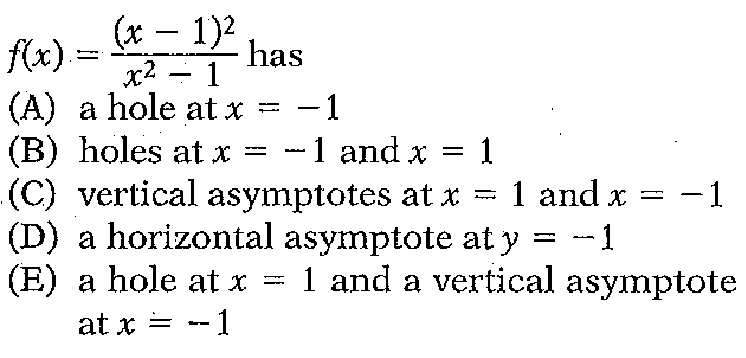 f(x) = (x − 1)² / x² − 1 has
(A) a hole at x = −1
(B) holes at x = −1 and x = 1
(C) vertical asymptotes at x = 1 and x = −1
(D) a horizontal asymptote at y = −1
(E) a hole at x = 1 and a vertical asymptote
at x = −1